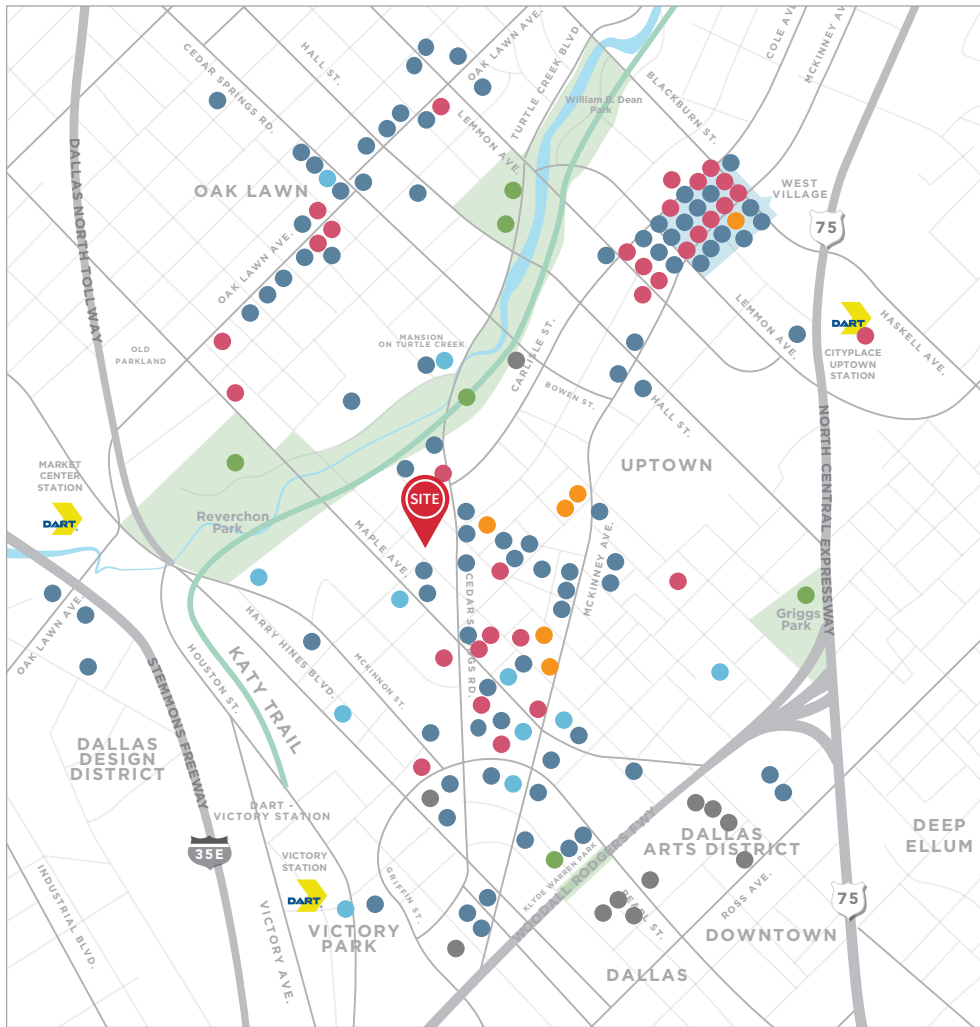 CEDAR SPRINGS RD.
HALL ST.
OAK LAWN AVE.
TURTLE CREEK BLVD.
COLE AV
MCKINNEY AV
LEMMON AVE.
William B. Dean
Park
BLACKBURN ST.
OAK LAWN
WEST
VILLAGE
75
DALLAS NORTH TOLLWAY
OAK LAWN AVE.
LEMMON AVE.
DART
HASKELL AVE.
CITYPLACE
UPTOWN
STATION
OLD
PARKLAND
MANSION
ON TURTLE CREEK
CARLISLE ST.
BOWEN ST.
HALL ST.
UPTOWN
NORTH CENTRAL EXPRESSWAY
MARKET
CENTER
STATION
DART
Reverchon
Park
SITE
MAPLE AVE.
MCKINNEY AVE.
CEDAR S
GS RD.
Griggs
Park
OAK LAWN AVE.
HARRY HINES BLVD.
HOUSTON ST.
KATY TRAIL
MCKINNON ST.
STEMMONS FREEWAY
DALLAS
DESIGN
DISTRICT
DART -
VICTORY STATION
35E
VICTORY
STATION
DART
VICTORY
PARK
GRIFFIN ST.
INDUSTRIAL BLVD.
VICTORY AVE.
KLYDE WARREN PARK
WOODALL RODGERS FWY
DALLAS
ARTS DISTRICT
DEEP
ELLUM
ROSS AVE.
75
DOWNTOWN
DALLAS